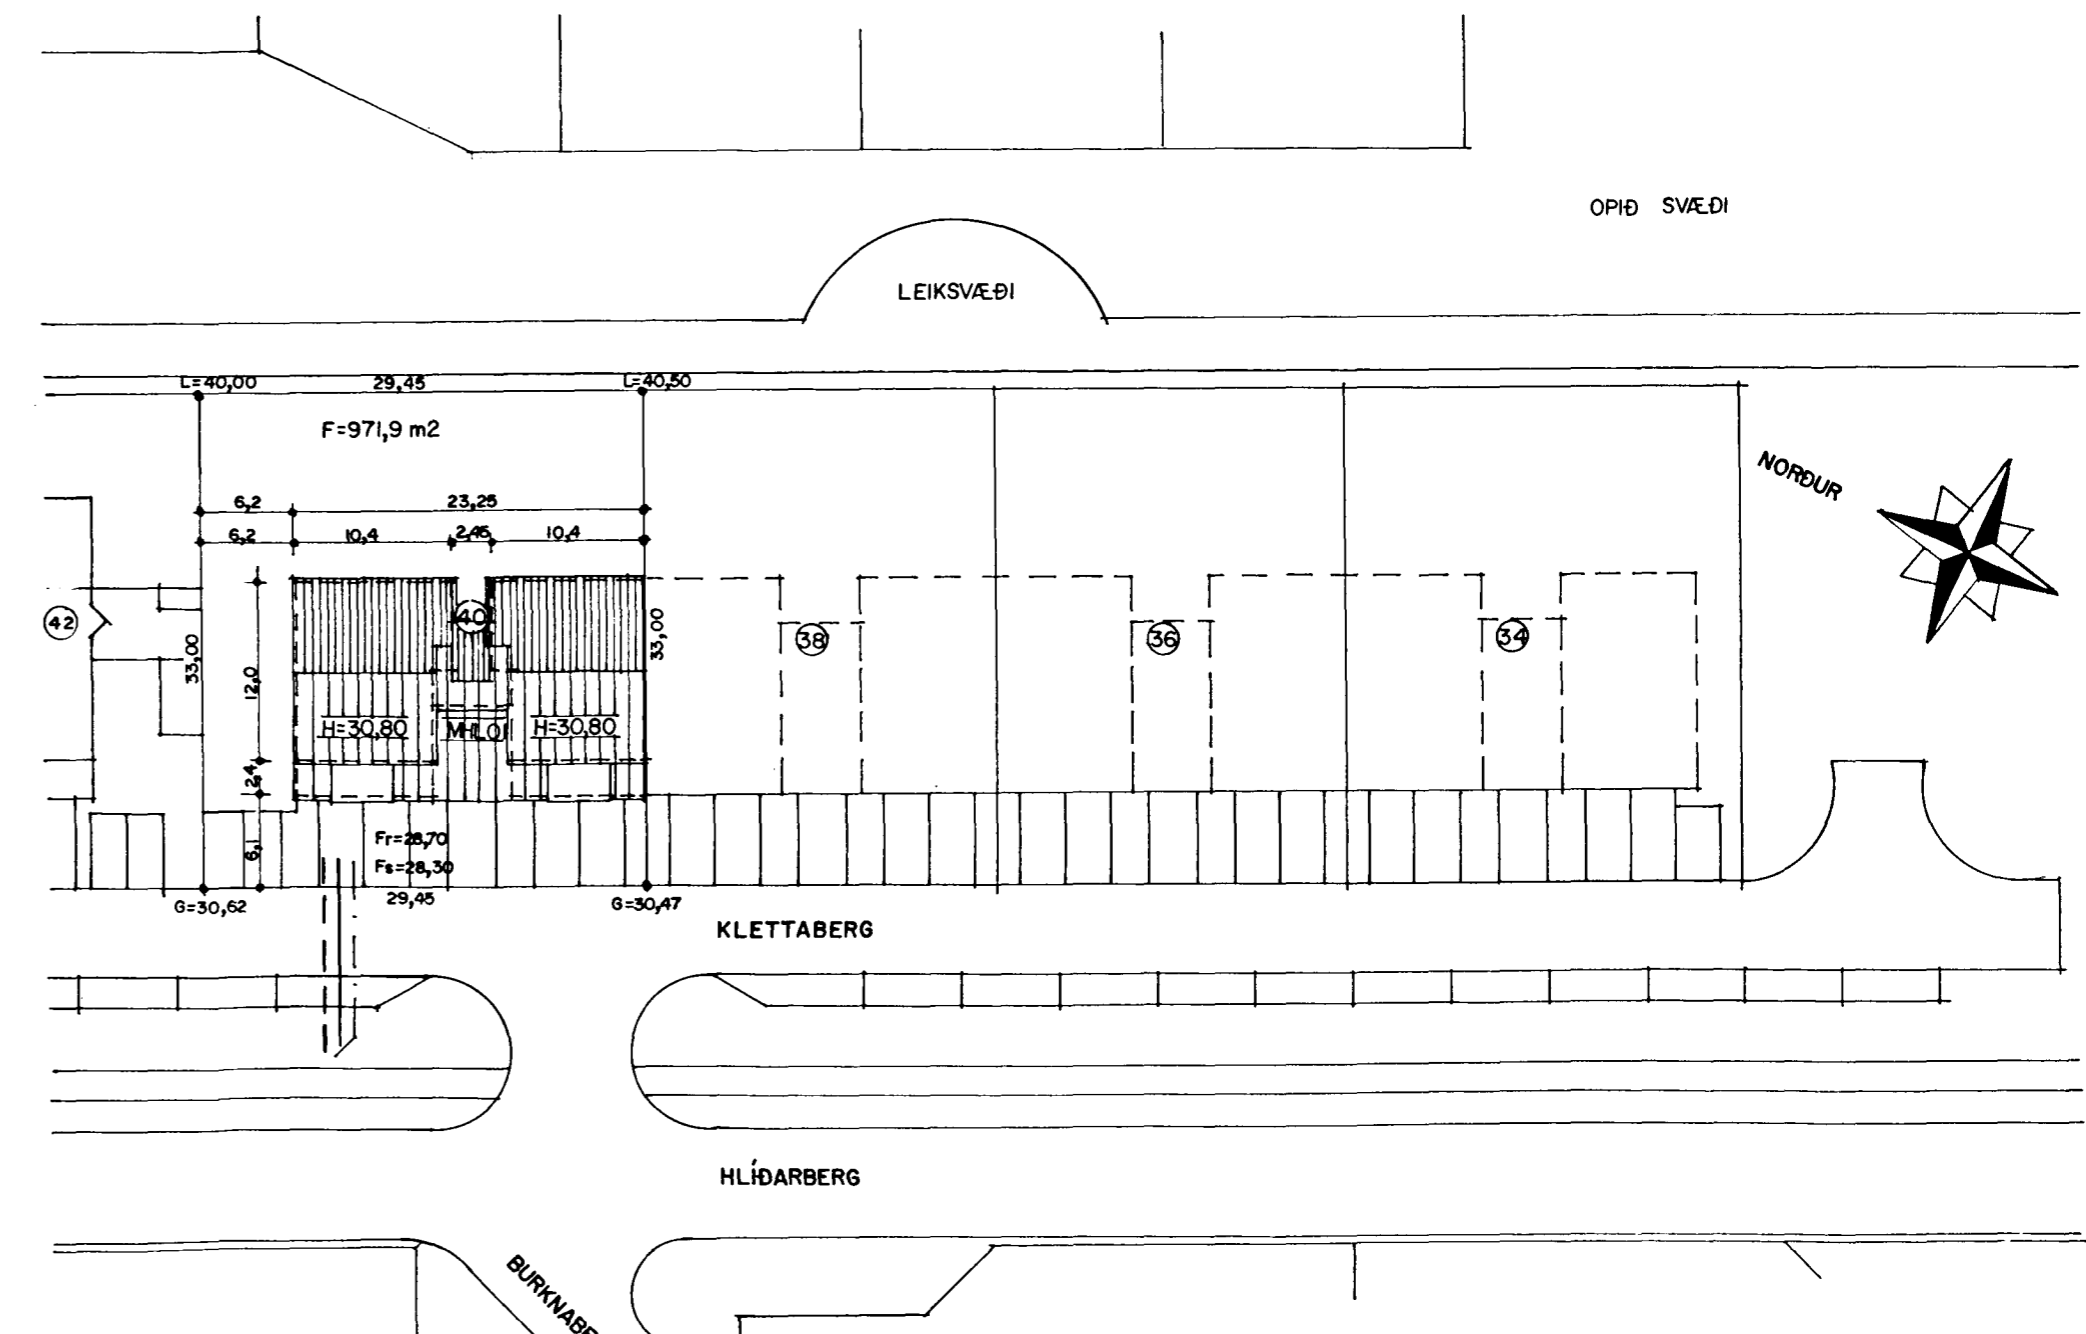 OPIÐ SVÆÐI
LEIKSVÆÐI
L=40,00 29,45 L=40,50
F=971,9 m2
NORÐUR
6,2 23,25
6,2 10,4 2,45 10,4
42 40 38 36 34
33,00 12,0 33,00
H=30,80 MHL01 H=30,80
2,4
6,1
Fr=28,70
Fs=28,30
29,45
G=30,62 G=30,47
KLETTABERG
HLÍÐARBERG
BURKNABE